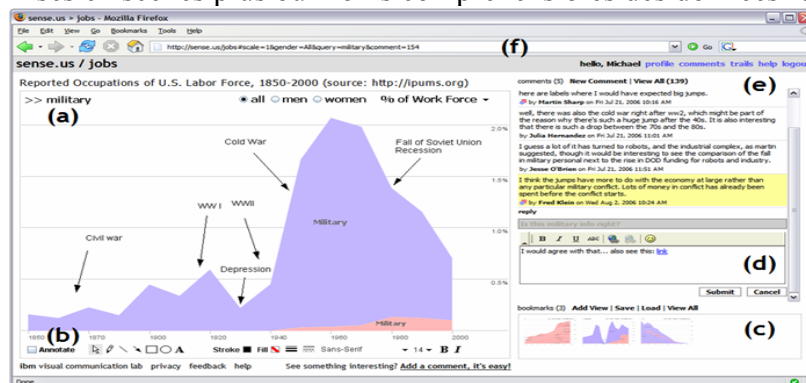 sense.us > jobs - Mozilla Firefox
File Edit View Go Bookmarks Tools Help
http://sense.us/jobs#scale=1&gender=All&query=military&comment=154
(f)
Go
sense.us / jobs
hello, Michael profile comments trails help logout
Reported Occupations of U.S. Labor Force, 1850-2000 (source: http://ipums.org)
>> military
all men women % of Work Force
(a)
2.0%
1.5%
1.0%
0.5%
Cold War
Fall of Soviet Union
Recession
WW I
WWII
Civil war
Depression
Military
Military
1850 1870 1890 1900 1920 1940 1960 1980 2000
(b)
Annotate
A Stroke Fill Sans-Serif 14 B I
ibm visual communication lab privacy feedback help See something interesting? Add a comment, it's easy!
Done
comments (5) New Comment | View All (139)
(e)
here are labels where I would have expected big jumps.
by Martin Sharp on Fri Jul 21, 2006 10:16 AM
well, there was also the cold war right after ww2, which might be part of
the reason why there's such a huge jump after the 40s. It is also interesting
that there is such a drop between the 70s and the 80s.
by Julia Hernandez on Fri Jul 21, 2006 11:01 AM
I guess a lot of it has turned to robots, and the industrial complex, as martin
suggested, though it would be interesting to see the comparison of the fall
in military personal next to the rise in DOD funding for robots and industry.
by Jesse O'Brien on Fri Jul 21, 2006 11:51 AM
I think the jumps have more to do with the economy at large rather than
any particular military conflict. Lots of money in conflict has already been
spent before the conflict starts.
by Fred Klein on Wed Aug 2, 2006 10:24 AM
reply
Is this military info right?
B I U ABC
I would agree with that... also see this: link
(d)
Submit Cancel
bookmarks (3) Add View | Save | Load | View All
(c)